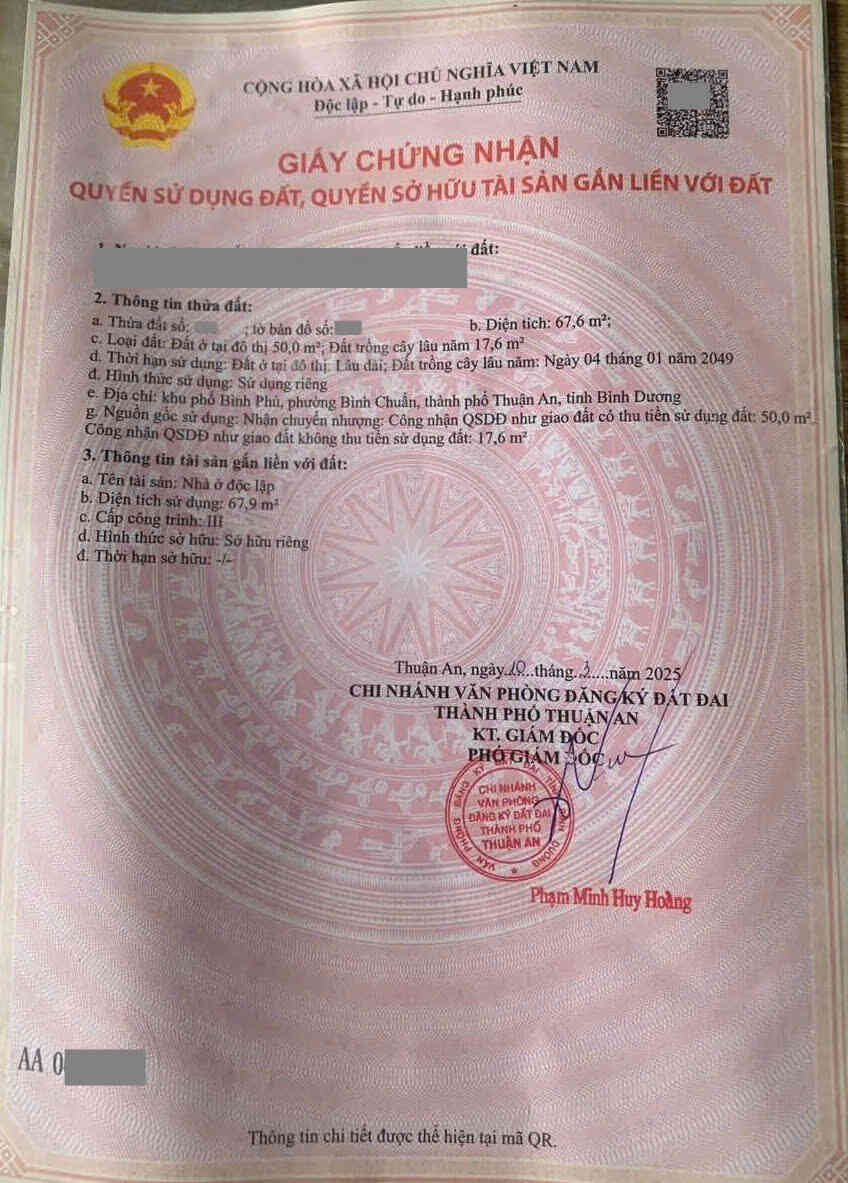 CỘNG HÒA XÃ HỘI CHỦ NGHĨA VIỆT NAM
Độc lập - Tự do - Hạnh phúc
GIẤY CHỨNG NHẬN
QUYỀN SỬ DỤNG ĐẤT, QUYỀN SỞ HỮU TÀI SẢN GẮN LIỀN VỚI ĐẤT
đất:
2. Thông tin thửa đất:
a. Thửa đất số: ; tờ bản đồ số: b. Diện tích: 67,6 m²;
c. Loại đất: Đất ở tại đô thị 50,0 m²; Đất trồng cây lâu năm 17,6 m²
d. Thời hạn sử dụng: Đất ở tại đô thị: Lâu dài; Đất trồng cây lâu năm: Ngày 04 tháng 01 năm 2049
đ. Hình thức sử dụng: Sử dụng riêng
e. Địa chỉ: khu phố Bình Phú, phường Bình Chuẩn, thành phố Thuận An, tỉnh Bình Dương
g. Nguồn gốc sử dụng: Nhận chuyển nhượng: Công nhận QSDĐ như giao đất có thu tiền sử dụng đất: 50,0 m².
Công nhận QSDĐ như giao đất không thu tiền sử dụng đất: 17,6 m²
3. Thông tin tài sản gắn liền với đất:
a. Tên tài sản: Nhà ở độc lập
b. Diện tích sử dụng: 67,9 m²
c. Cấp công trình: III
d. Hình thức sở hữu: Sở hữu riêng
đ. Thời hạn sở hữu: -/-
Thuận An, ngày..10..tháng..3....năm 2025
CHI NHÁNH VĂN PHÒNG ĐĂNG KÝ ĐẤT ĐAI
THÀNH PHỐ THUẬN AN
KT. GIÁM ĐỐC
PHÓ GIÁM ĐỐC
VĂN PHÒNG ĐĂNG KÝ ĐẤT ĐAI TỈNH BÌNH DƯƠNG
CHI NHÁNH
VĂN PHÒNG
ĐĂNG KÝ ĐẤT ĐAI
THÀNH PHỐ
THUẬN AN
Phạm Minh Huy Hoàng
AA 0
Thông tin chi tiết được thể hiện tại mã QR.